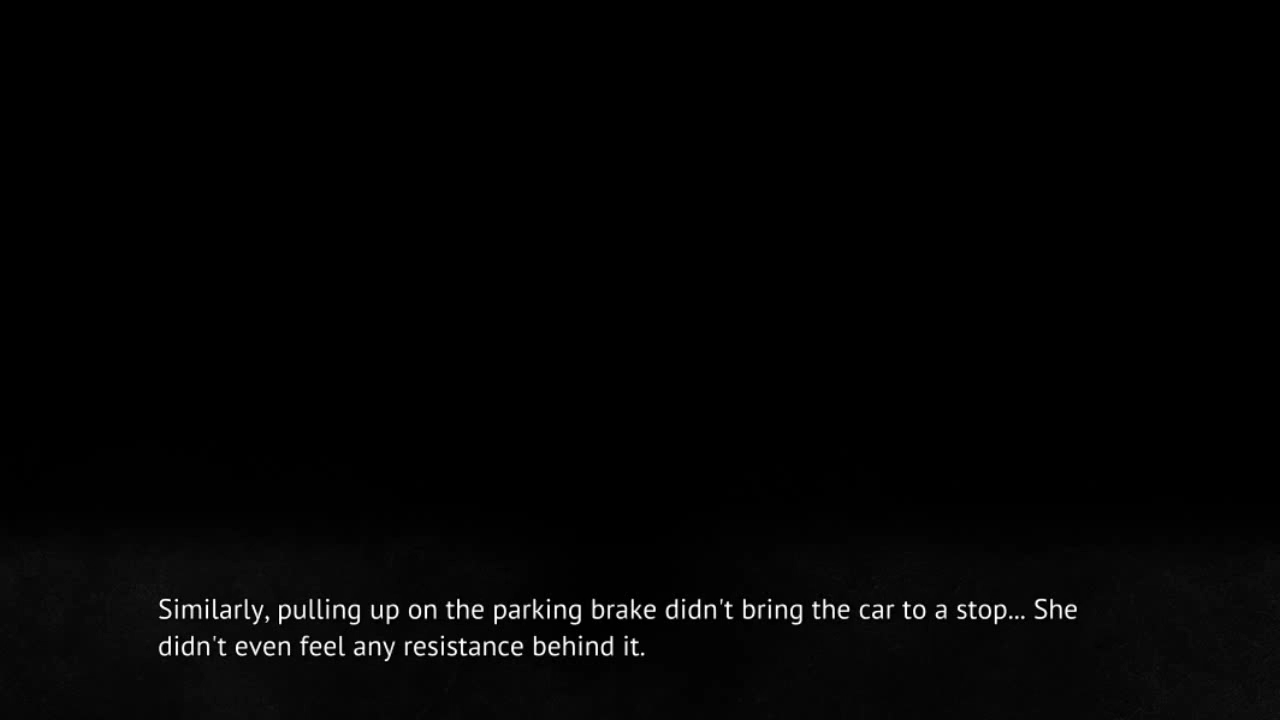 Similarly, pulling up on the parking brake didn't bring the car to a stop... She
didn't even feel any resistance behind it.